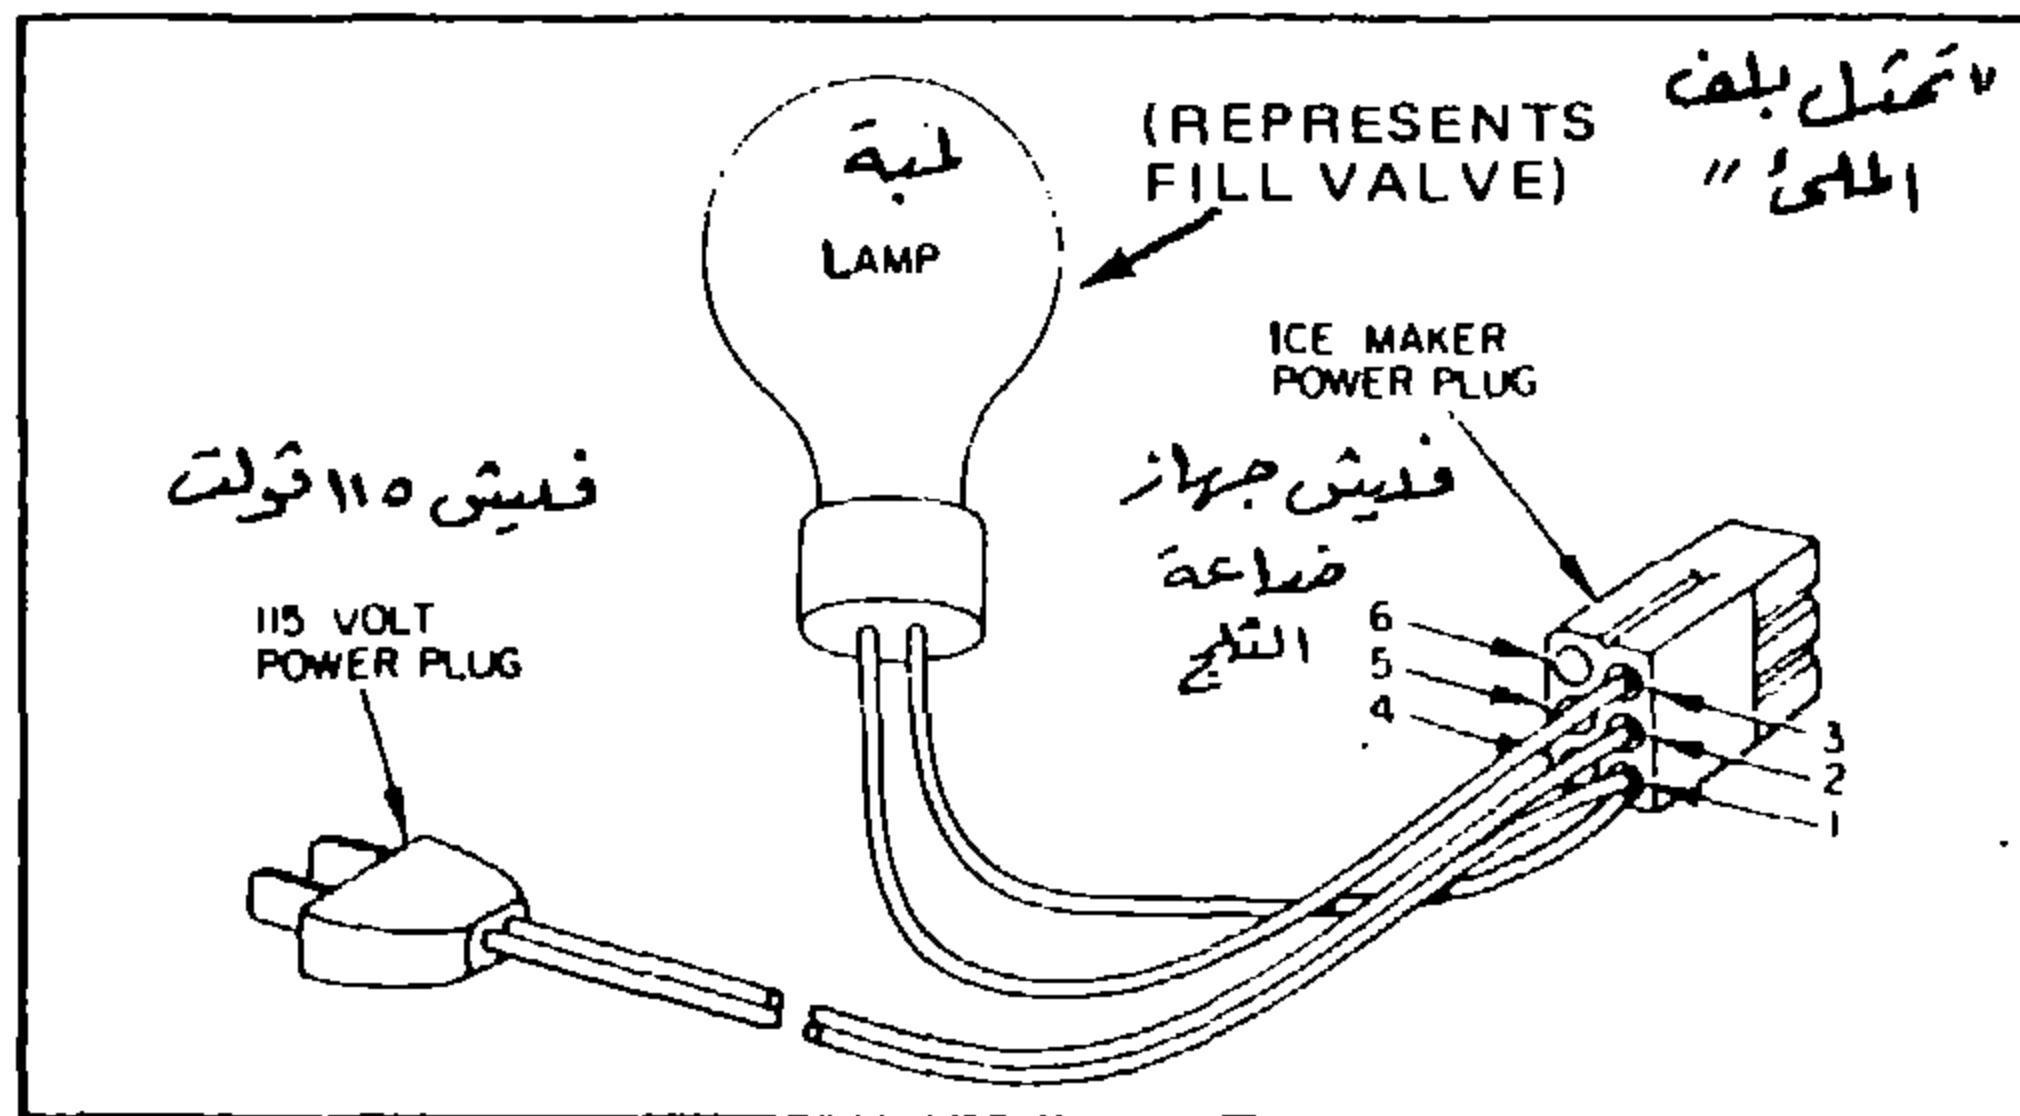 لمبة
LAMP
(REPRESENTS
FILL VALVE)
" تمثل بلف
الملئ "
ICE MAKER
POWER PLUG
فيش جهاز
صناعة
الثلج
فيش ١١٥ ڤولت
115 VOLT
POWER PLUG
6
5
4
3
2
1